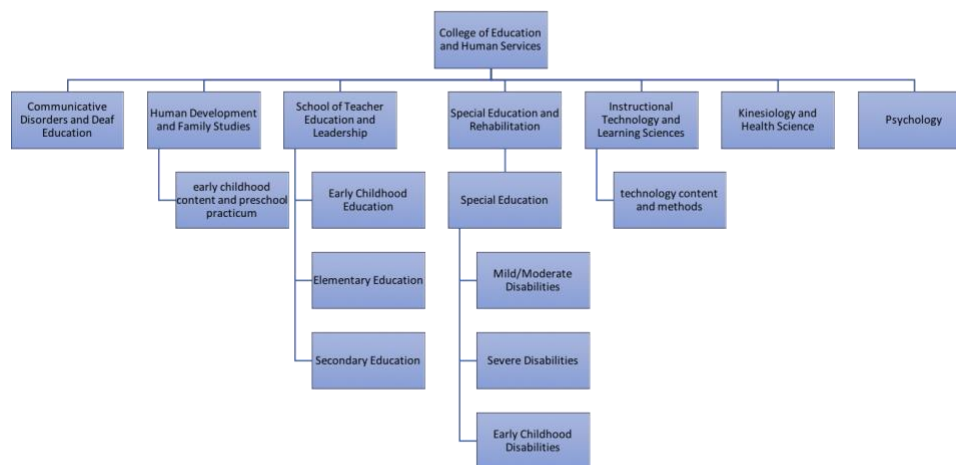 College of Education
and Human Services
Communicative
Disorders and Deaf
Education
Human Development
and Family Studies
School of Teacher
Education and
Leadership
Special Education and
Rehabilitation
Instructional
Technology and
Learning Sciences
Kinesiology and
Health Science
Psychology
early childhood
content and preschool
practicum
Early Childhood
Education
Special Education
technology content
and methods
Elementary Education
Mild/Moderate
Disabilities
Secondary Education
Severe Disabilities
Early Childhood
Disabilities